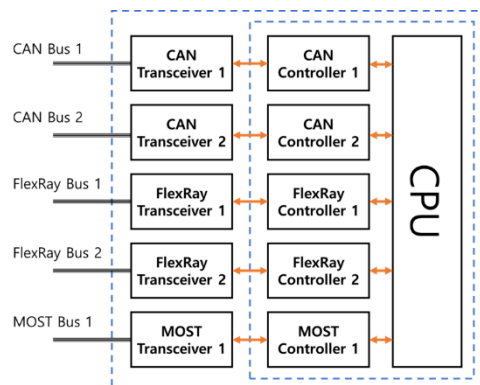 CAN Bus 1
CAN
Transceiver 1
CAN
Controller 1
CAN Bus 2
CAN
Transceiver 2
CAN
Controller 2
FlexRay Bus 1
FlexRay
Transceiver 1
FlexRay
Controller 1
FlexRay Bus 2
FlexRay
Transceiver 2
FlexRay
Controller 2
MOST Bus 1
MOST
Transceiver 1
MOST
Controller 1
CPU